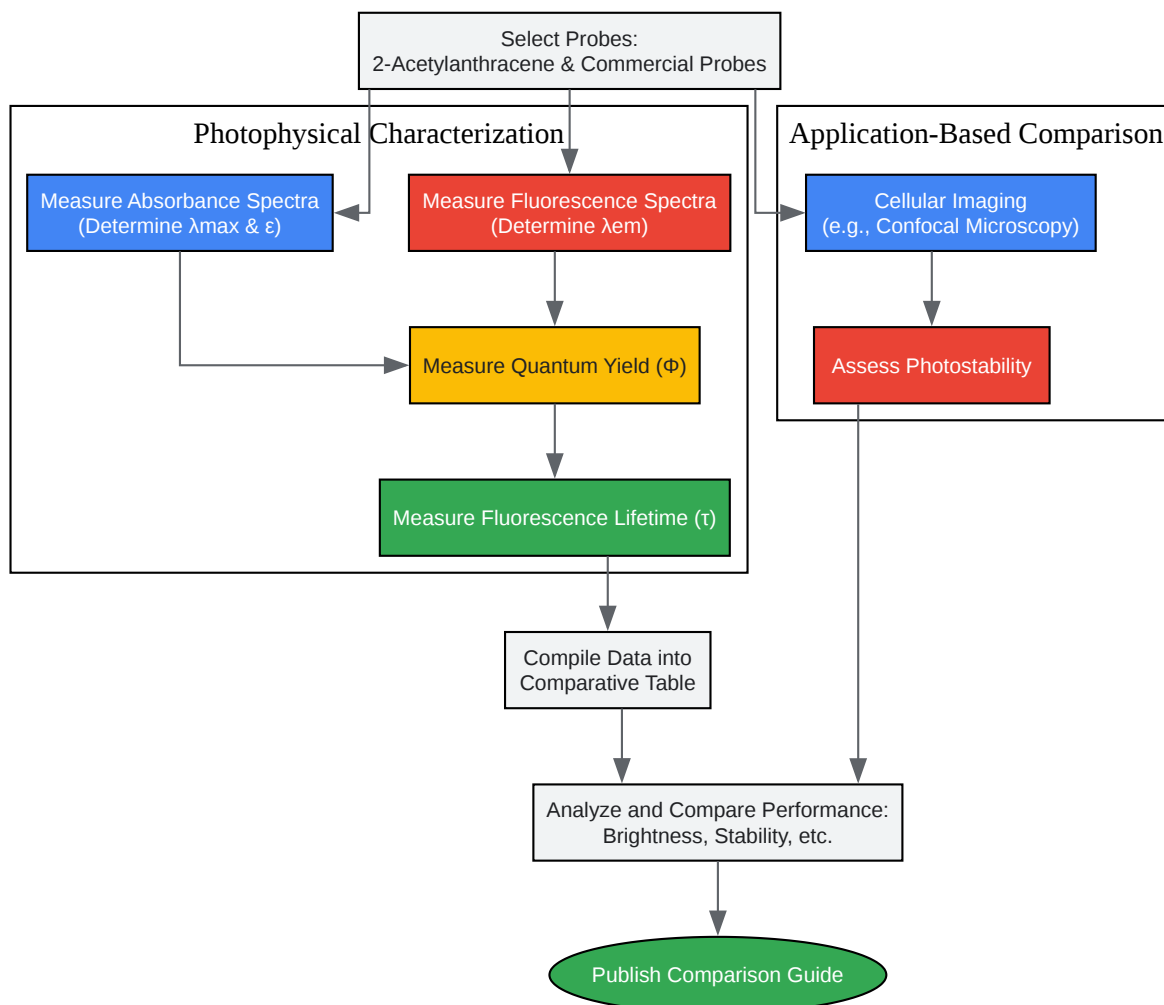 Select Probes:
2-Acetylanthracene & Commercial Probes
Photophysical Characterization
Application-Based Comparison
Measure Absorbance Spectra
(Determine λmax & ε)
Measure Fluorescence Spectra
(Determine λem)
Cellular Imaging
(e.g., Confocal Microscopy)
Measure Quantum Yield (Φ)
Assess Photostability
Measure Fluorescence Lifetime (τ)
Compile Data into
Comparative Table
Analyze and Compare Performance:
Brightness, Stability, etc.
Publish Comparison Guide